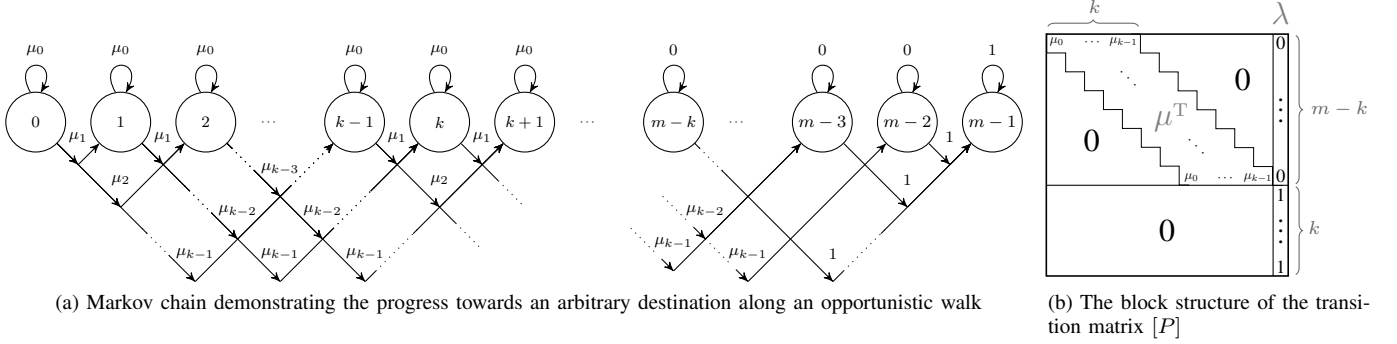 μ0 μ0 μ0 μ0 μ0 μ0 0 0 0 1
0 1 2 ... k − 1 k k + 1 ... m − k ... m − 3 m − 2 m − 1
μ1 μ1 μ1 μ1 1
μ2 μk−3 μ2 1
μk−2 μk−2 μk−2
μk−1 μk−1 μk−1 μk−1 μk−1 1
(a) Markov chain demonstrating the progress towards an arbitrary destination along an opportunistic walk
k λ
μ0 ... μk−1 0
0
μT m − k
0
μ0 ... μk−1 0
1
0 k
1
(b) The block structure of the transi-
tion matrix [P]